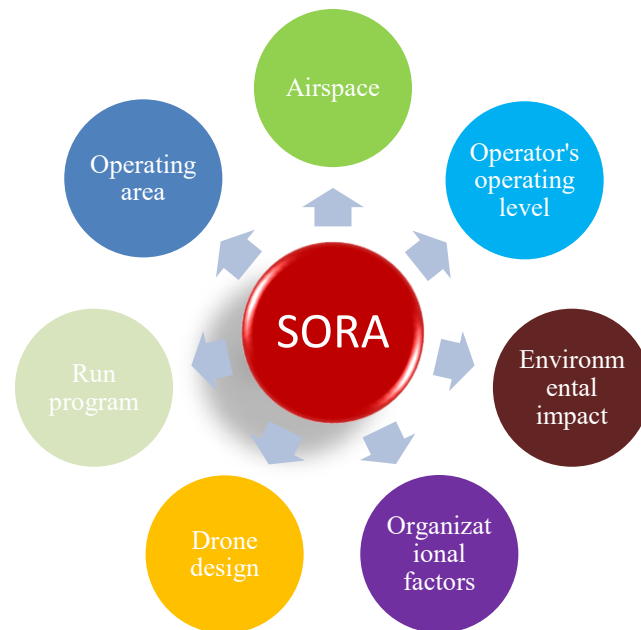 Airspace
Operating
area
Operator's
operating
level
SORA
Run
program
Environm
ental
impact
Drone
design
Organizat
ional
factors